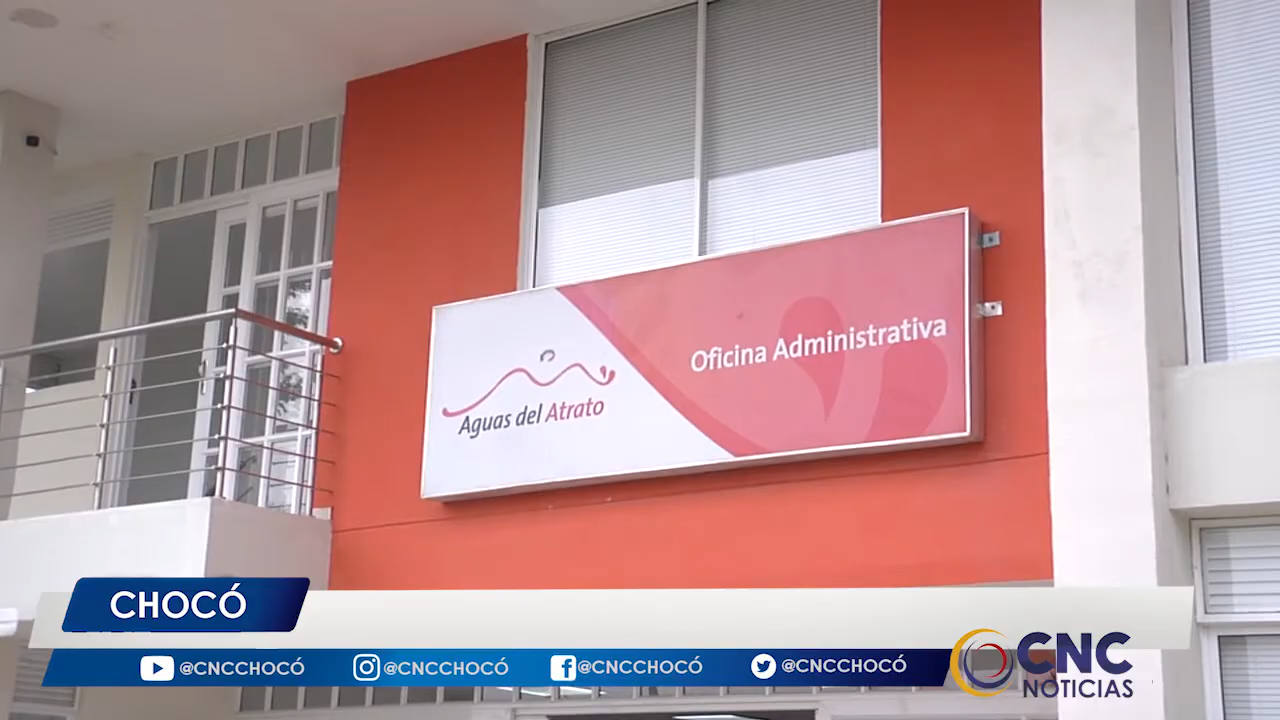 Oficina Administrativa
Aguas del Atrato
CHOCÓ
@CNCCHOCÓ @CNCCHOCÓ @CNCCHOCÓ @CNCCHOCÓ
CNC
NOTICIAS